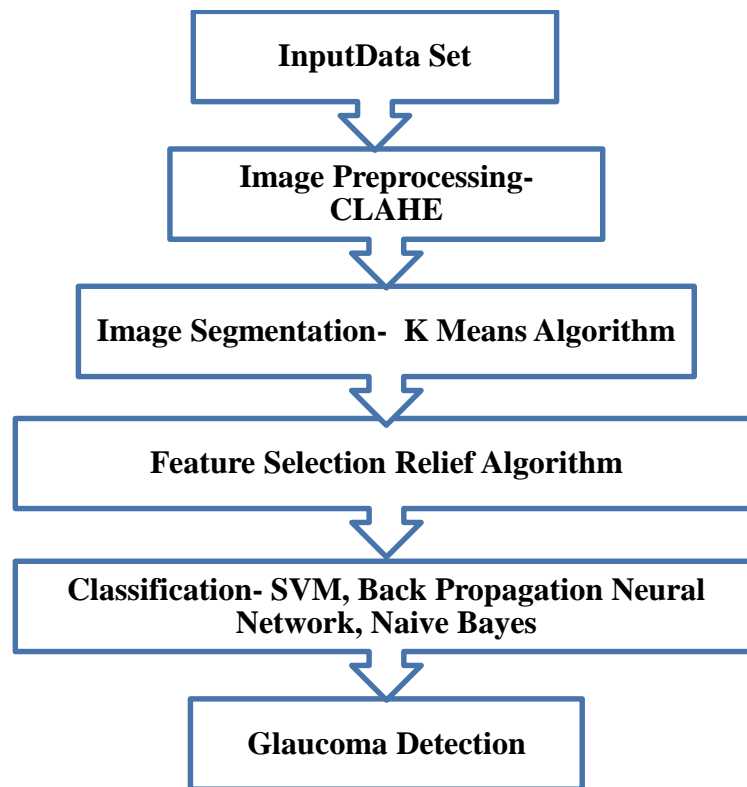 InputData Set
Image Preprocessing-
CLAHE
Image Segmentation- K Means Algorithm
Feature Selection Relief Algorithm
Classification- SVM, Back Propagation Neural
Network, Naive Bayes
Glaucoma Detection